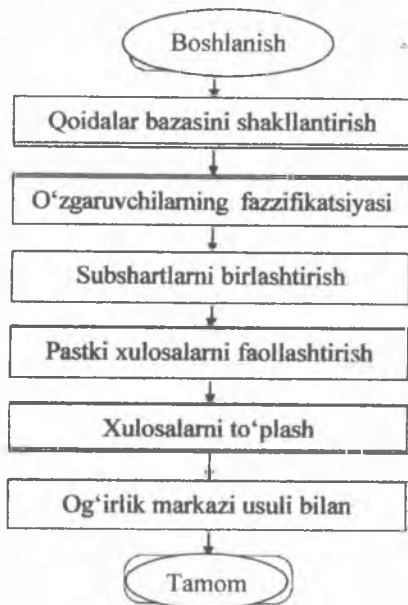 Boshlanish
Qoidalar bazasini shakllantirish
O‘zgaruvchilarning fazzifikatsiyasi
Subshartlarni birlashtirish
Pastki xulosalarni faollashtirish
Xulosalarni to‘plash
Og‘irlik markazi usuli bilan
Tamom